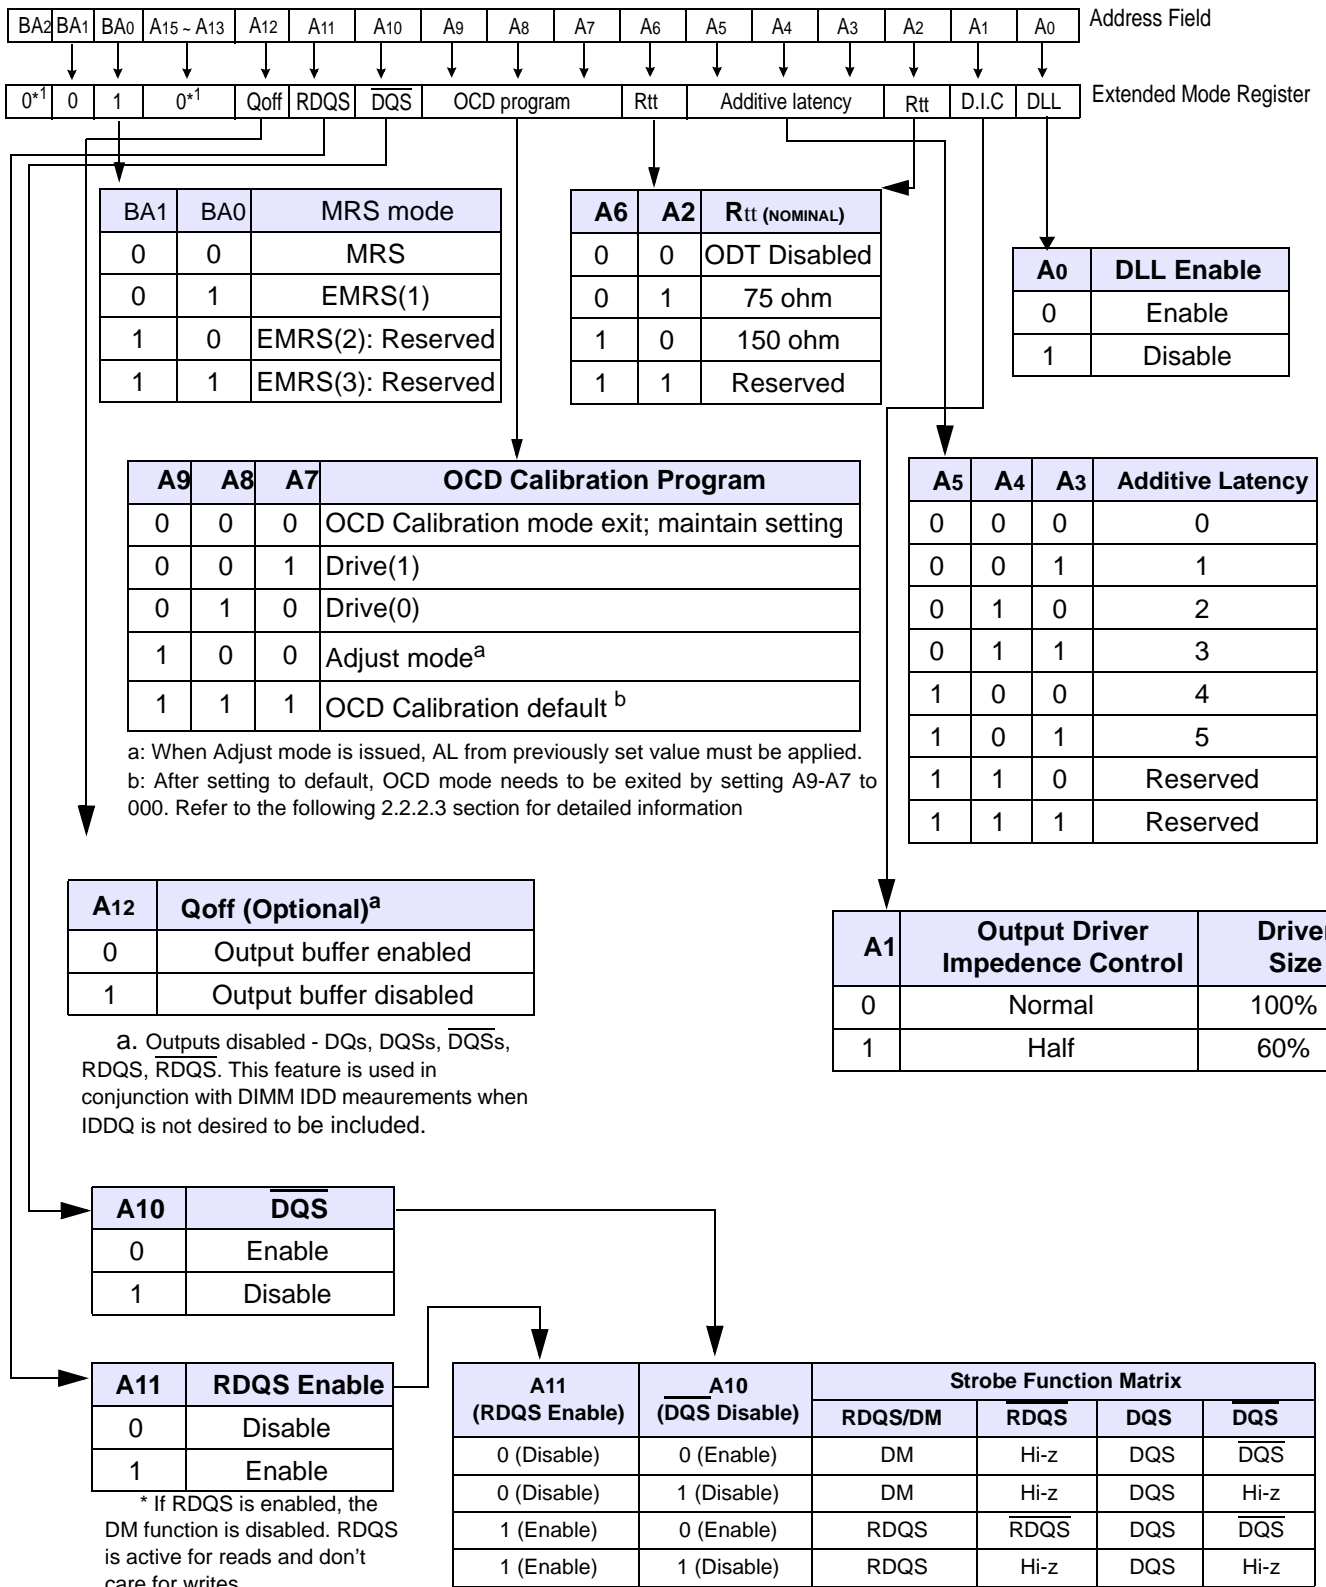 BA2 BA1 BA0 A15 ~ A13 A12 A11 A10 A9 A8 A7 A6 A5 A4 A3 A2 A1 A0 Address Field
0*1 0 1 0*1 Qoff RDQS D̅Q̅S̅ OCD program Rtt Additive latency Rtt D.I.C DLL Extended Mode Register
BA1 BA0 MRS mode
0 0 MRS
0 1 EMRS(1)
1 0 EMRS(2): Reserved
1 1 EMRS(3): Reserved
A6 A2 Rtt (NOMINAL)
0 0 ODT Disabled
0 1 75 ohm
1 0 150 ohm
1 1 Reserved
A0 DLL Enable
0 Enable
1 Disable
A9 A8 A7 OCD Calibration Program
0 0 0 OCD Calibration mode exit; maintain setting
0 0 1 Drive(1)
0 1 0 Drive(0)
1 0 0 Adjust modea
1 1 1 OCD Calibration default b
a: When Adjust mode is issued, AL from previously set value must be applied.
b: After setting to default, OCD mode needs to be exited by setting A9-A7 to
000. Refer to the following 2.2.2.3 section for detailed information
A5 A4 A3 Additive Latency
0 0 0 0
0 0 1 1
0 1 0 2
0 1 1 3
1 0 0 4
1 0 1 5
1 1 0 Reserved
1 1 1 Reserved
A12 Qoff (Optional)a
0 Output buffer enabled
1 Output buffer disabled
a. Outputs disabled - DQs, DQSs, D̅Q̅S̅s,
RDQS, R̅D̅Q̅S̅. This feature is used in
conjunction with DIMM IDD meaurements when
IDDQ is not desired to be included.
A1 Output Driver Impedence Control Driver Size
0 Normal 100%
1 Half 60%
A10 D̅Q̅S̅
0 Enable
1 Disable
A11 RDQS Enable
0 Disable
1 Enable
* If RDQS is enabled, the
DM function is disabled. RDQS
is active for reads and don't
care for writes
A11 (RDQS Enable) A10 (D̅Q̅S̅ Disable) Strobe Function Matrix
RDQS/DM R̅D̅Q̅S̅ DQS D̅Q̅S̅
0 (Disable) 0 (Enable) DM Hi-z DQS D̅Q̅S̅
0 (Disable) 1 (Disable) DM Hi-z DQS Hi-z
1 (Enable) 0 (Enable) RDQS R̅D̅Q̅S̅ DQS D̅Q̅S̅
1 (Enable) 1 (Disable) RDQS Hi-z DQS Hi-z